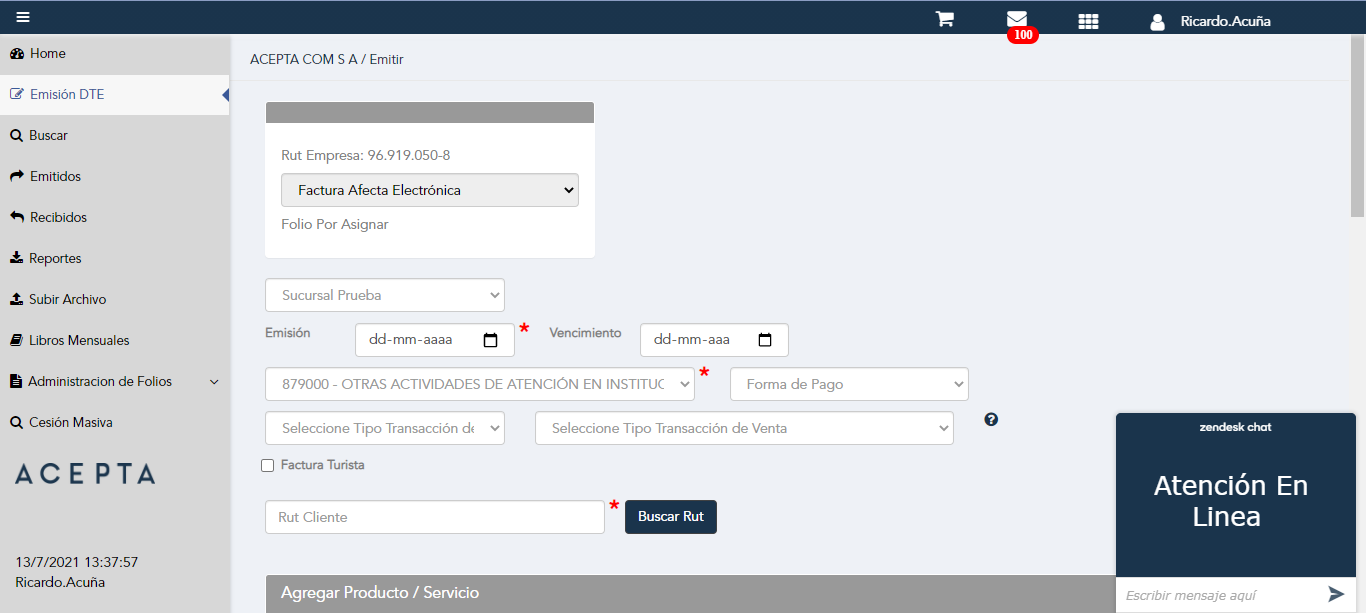 Ricardo.Acuña
100
Home
Emisión DTE
Buscar
Emitidos
Recibidos
Reportes
Subir Archivo
Libros Mensuales
Administracion de Folios
Cesión Masiva
ACEPTA
13/7/2021 13:37:57
Ricardo.Acuña
ACEPTA COM S A / Emitir
Rut Empresa: 96.919.050-8
Factura Afecta Electrónica
Folio Por Asignar
Sucursal Prueba
Emisión dd-mm-aaaa * Vencimiento dd-mm-aaa
879000 - OTRAS ACTIVIDADES DE ATENCIÓN EN INSTITUC * Forma de Pago
Seleccione Tipo Transacción de Seleccione Tipo Transacción de Venta ?
Factura Turista
Rut Cliente * Buscar Rut
Agregar Producto / Servicio
zendesk chat
Atención En
Linea
Escribir mensaje aquí